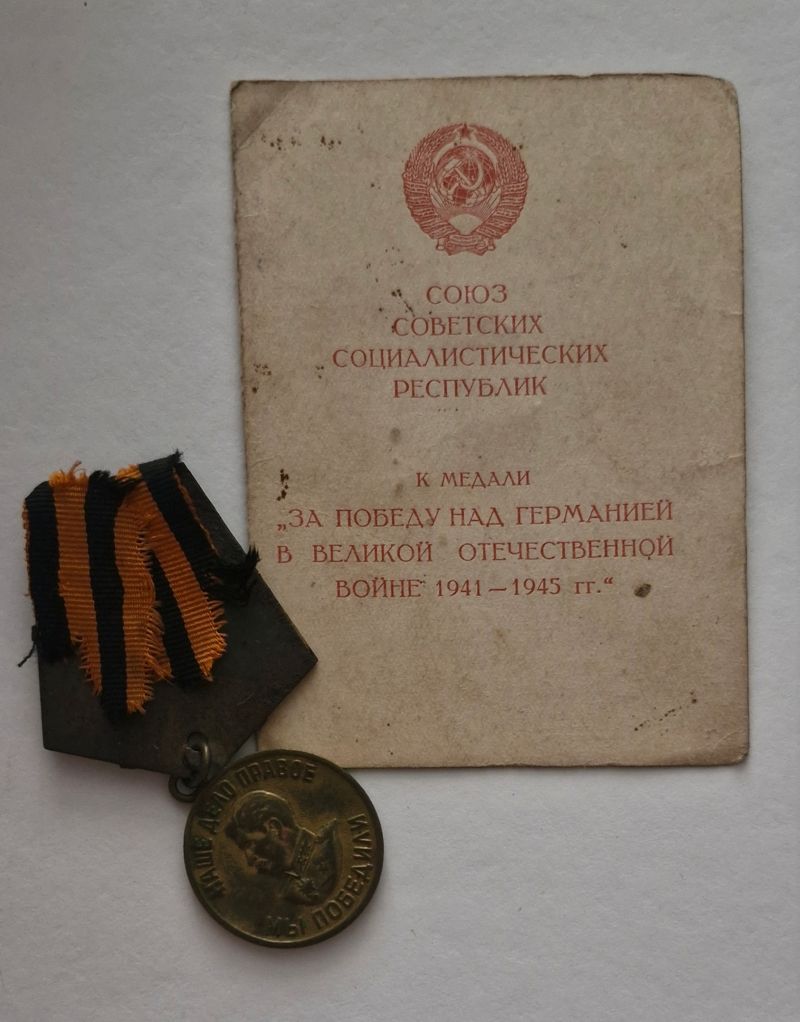 СОЮЗ
СОВЕТСКИХ
СОЦИАЛИСТИЧЕСКИХ
РЕСПУБЛИК
К МЕДАЛИ
„ЗА ПОБЕДУ НАД ГЕРМАНИЕЙ
В ВЕЛИКОЙ ОТЕЧЕСТВЕННОЙ
ВОЙНЕ 1941—1945 гг.“
НАШЕ ДЕЛО ПРАВОЕ
МЫ ПОБЕДИЛИ